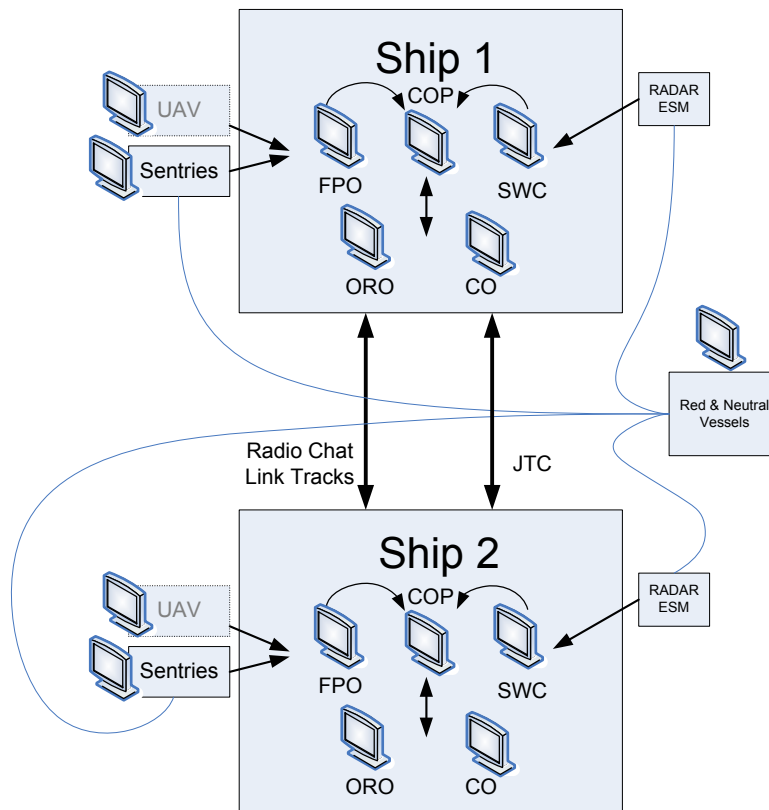 Ship 1
COP
UAV
Sentries
FPO
SWC
RADAR
ESM
ORO
CO
Red & Neutral
Vessels
Radio Chat
Link Tracks
JTC
Ship 2
COP
UAV
Sentries
FPO
SWC
RADAR
ESM
ORO
CO